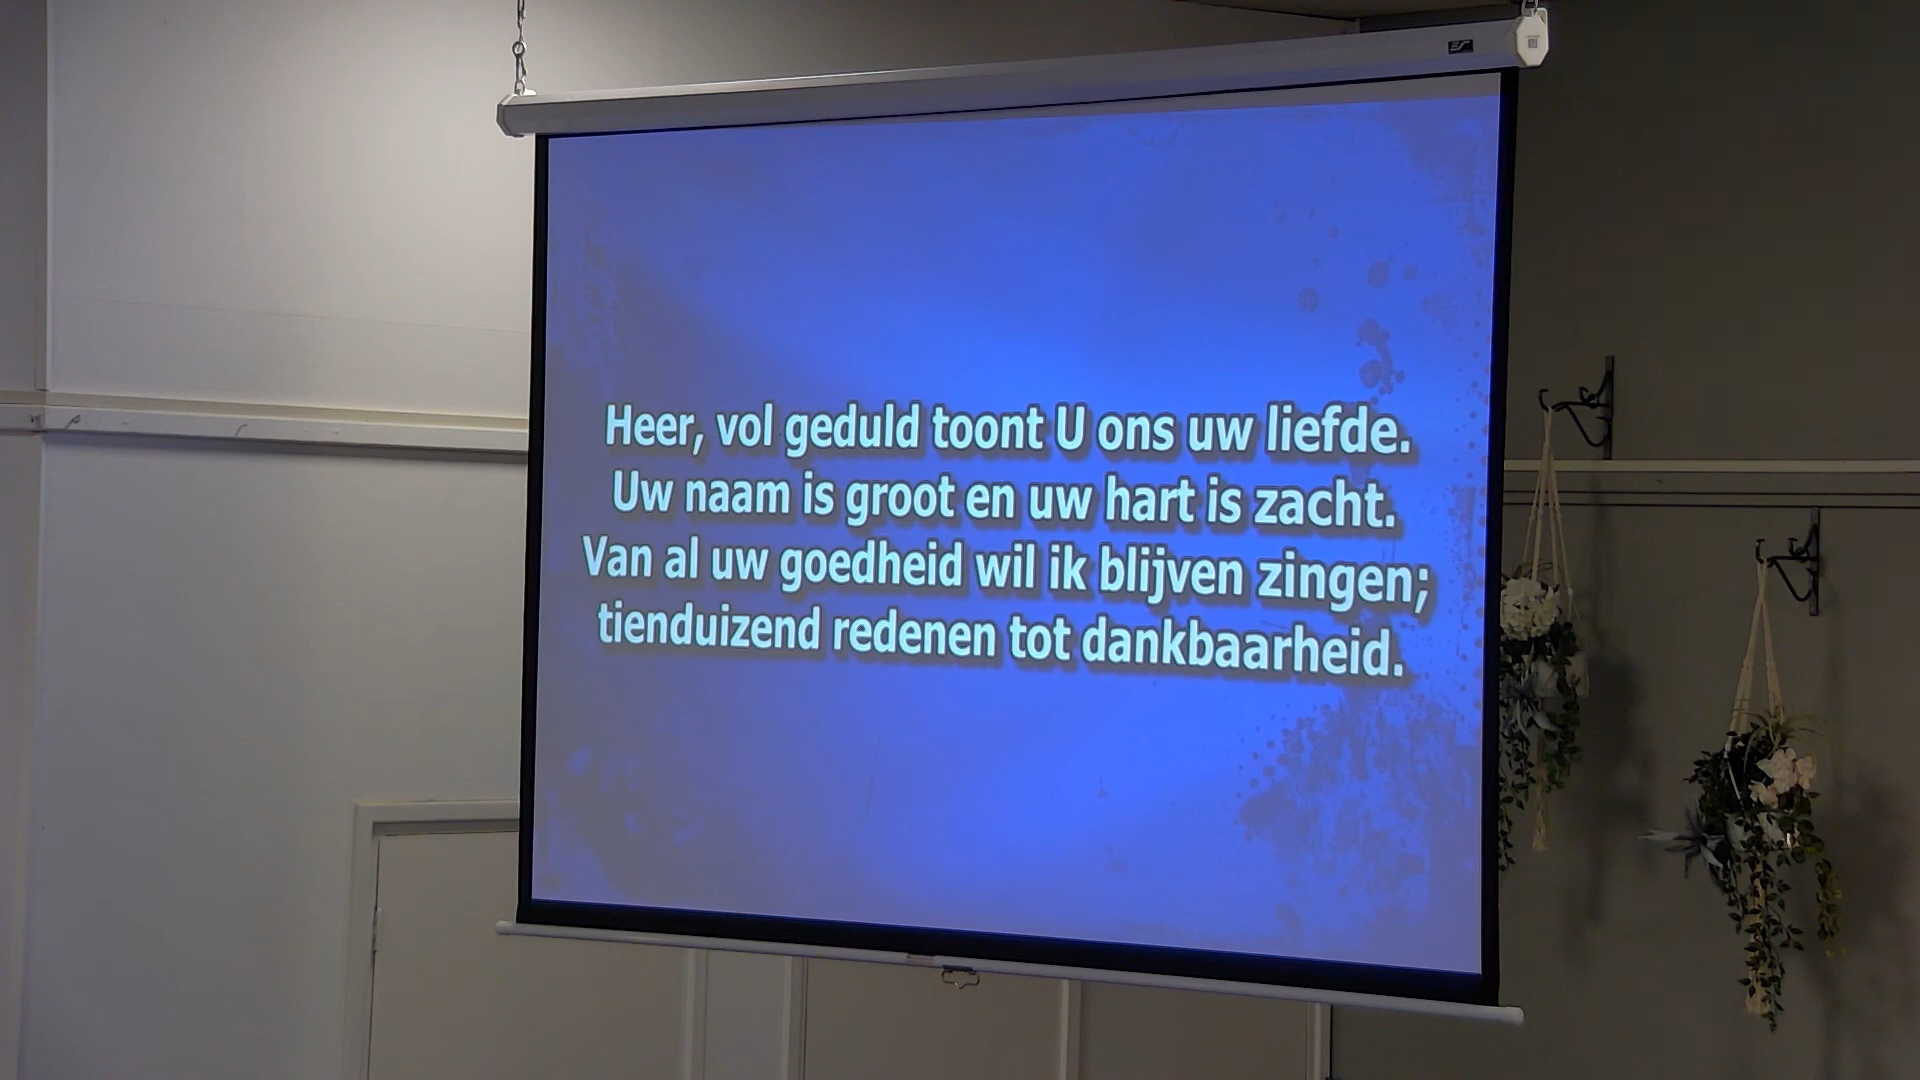 Heer, vol geduld toont U ons uw liefde.
Uw naam is groot en uw hart is zacht.
Van al uw goedheid wil ik blijven zingen;
tienduizend redenen tot dankbaarheid.